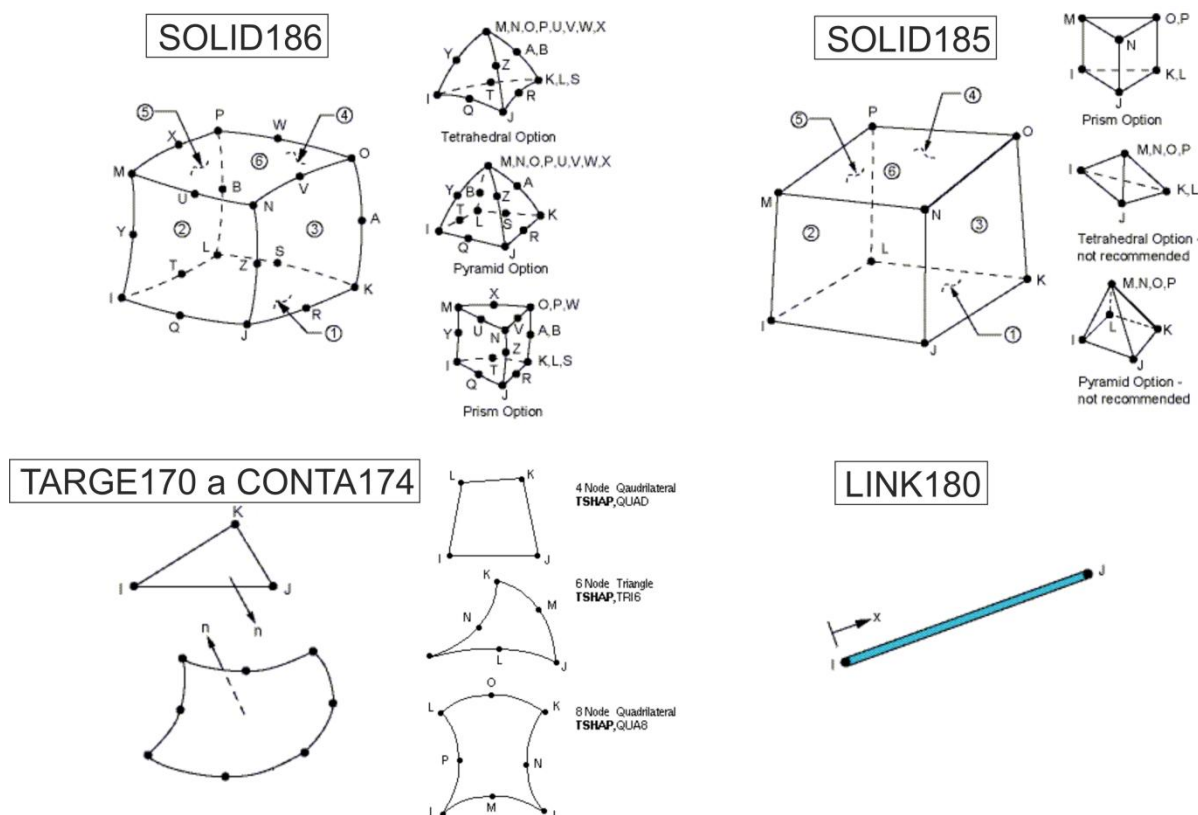 SOLID186
M,N,O,P,U,V,W,X
Y
A,B
Z
K,L,S
I
T
R
Q
J
Tetrahedral Option
M,N,O,P,U,V,W,X
Y
B
Z
A
T
L
S
K
I
Q
R
J
Pyramid Option
X
M
O,P,W
U
V
Y
N
A,B
Z
I
T
K,L,S
Q
R
J
Prism Option
5
P
W
4
X
6
O
M
B
V
U
N
2
3
A
Y
L
S
T
Z
K
I
R
Q
J
1
SOLID185
M
O,P
N
I
K,L
J
Prism Option
M,N,O,P
I
K,L
J
Tetrahedral Option -
not recommended
M,N,O,P
I
L
K
J
Pyramid Option -
not recommended
P
4
5
O
6
M
N
2
3
L
K
I
J
1
TARGE170 a CONTA174
K
I
J
n
n
L
K
4 Node Qaudrilateral
TSHAP,QUAD
I
J
K
6 Node Triangle
TSHAP,TRI6
M
N
L
J
O
L
K
8 Node Quadrilateral
TSHAP,QUA8
P
N
M
I
J
LINK180
J
x
I